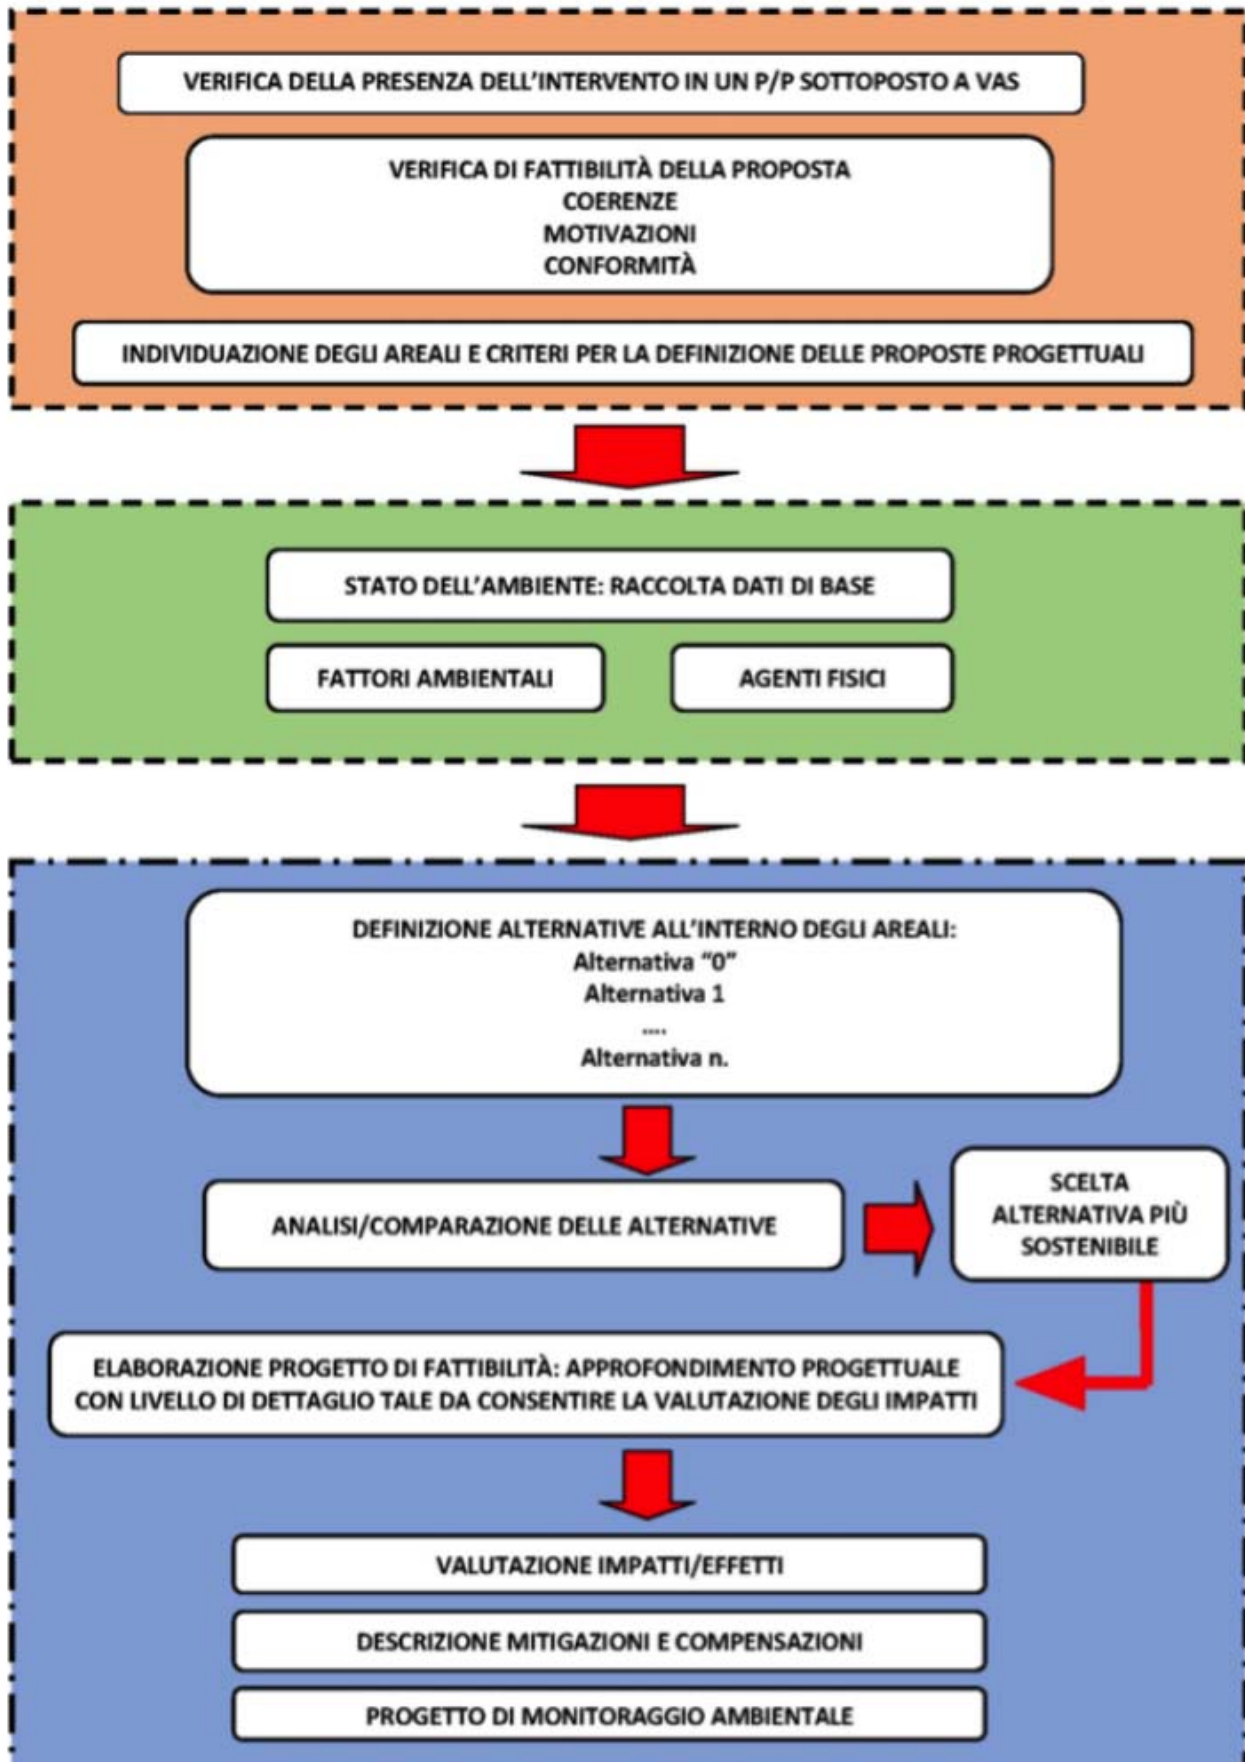 VERIFICA DELLA PRESENZA DELL'INTERVENTO IN UN P/P SOTTOPOSTO A VAS
VERIFICA DI FATTIBILITÀ DELLA PROPOSTA
COERENZE
MOTIVAZIONI
CONFORMITÀ
INDIVIDUAZIONE DEGLI AREALI E CRITERI PER LA DEFINIZIONE DELLE PROPOSTE PROGETTUALI
STATO DELL'AMBIENTE: RACCOLTA DATI DI BASE
FATTORI AMBIENTALI
AGENTI FISICI
DEFINIZIONE ALTERNATIVE ALL'INTERNO DEGLI AREALI:
Alternativa "0"
Alternativa 1
....
Alternativa n.
ANALISI/COMPARAZIONE DELLE ALTERNATIVE
SCELTA
ALTERNATIVA PIÙ
SOSTENIBILE
ELABORAZIONE PROGETTO DI FATTIBILITÀ: APPROFONDIMENTO PROGETTUALE
CON LIVELLO DI DETTAGLIO TALE DA CONSENTIRE LA VALUTAZIONE DEGLI IMPATTI
VALUTAZIONE IMPATTI/EFFETTI
DESCRIZIONE MITIGAZIONI E COMPENSAZIONI
PROGETTO DI MONITORAGGIO AMBIENTALE